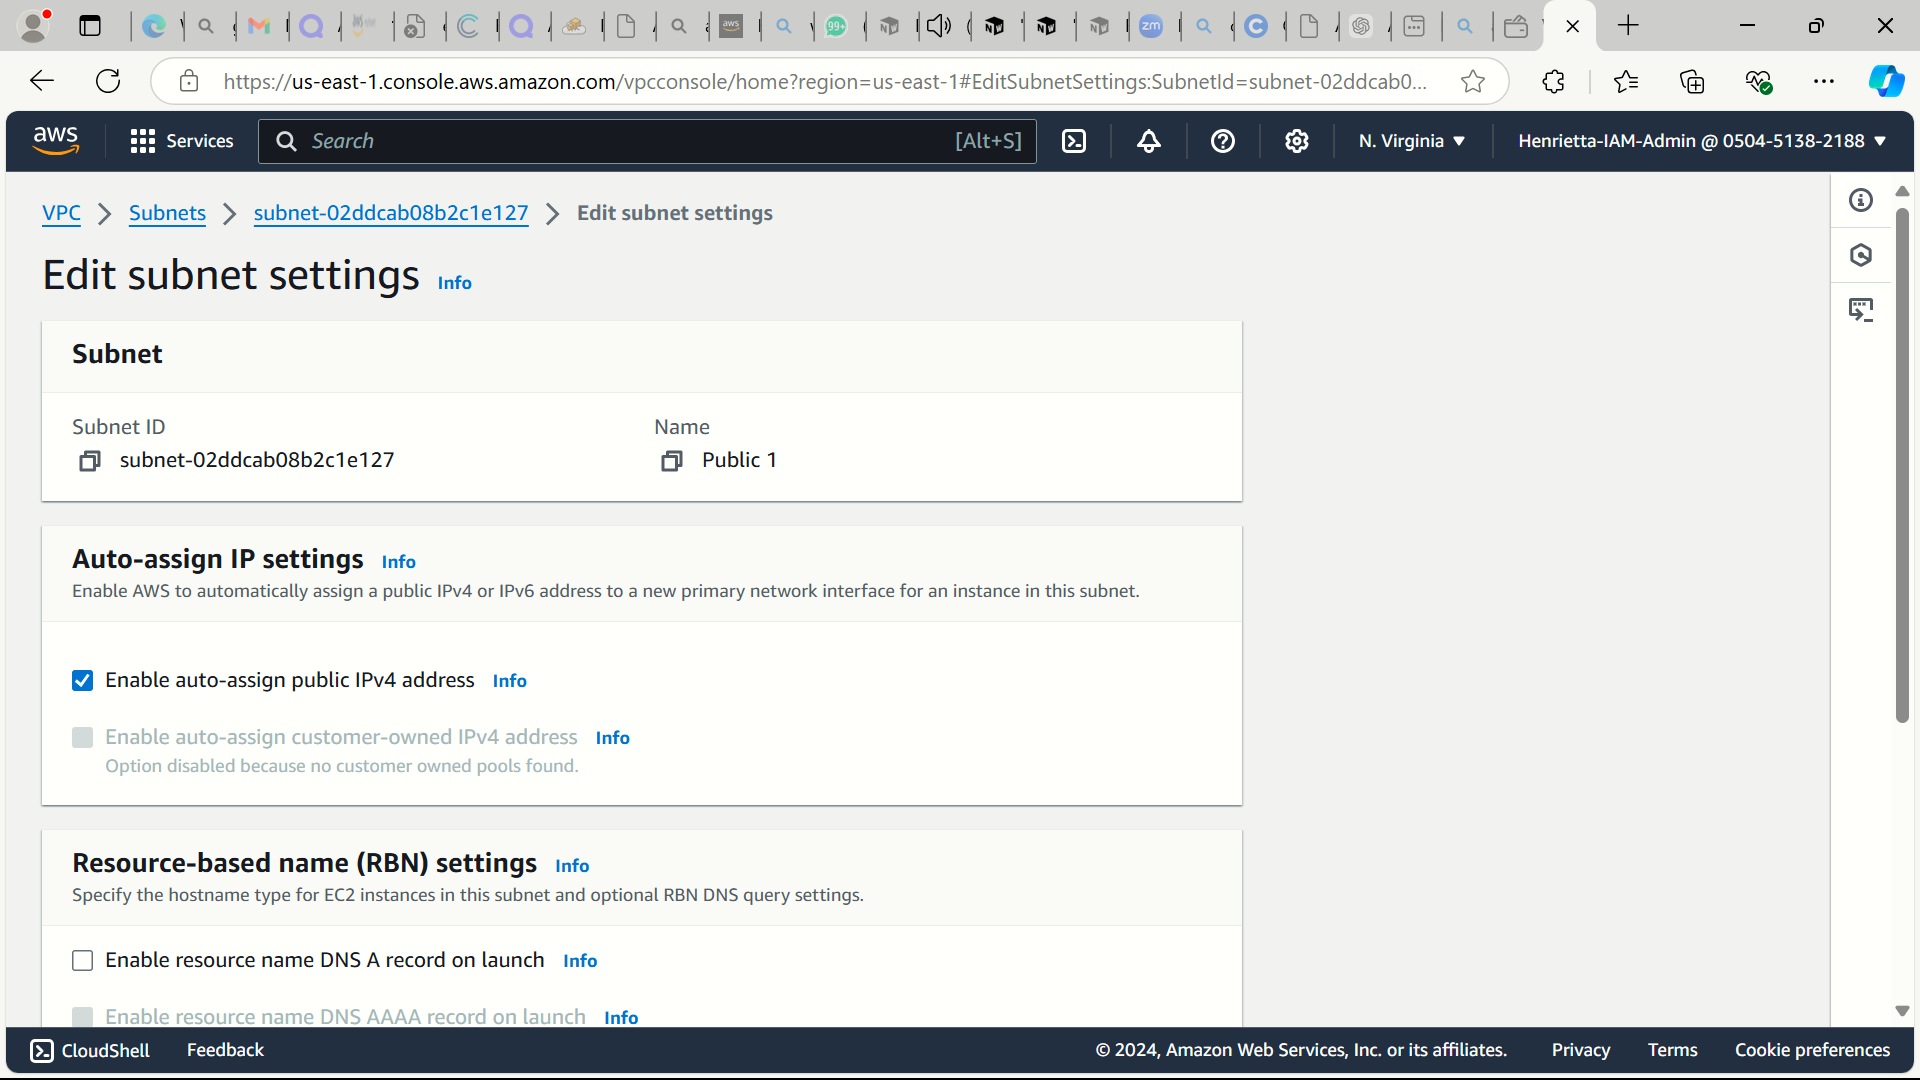 https://us-east-1.console.aws.amazon.com/vpcconsole/home?region=us-east-1#EditSubnetSettings:SubnetId=subnet-02ddcab0...
aws
Services
Search
[Alt+S]
N. Virginia
Henrietta-IAM-Admin @ 0504-5138-2188
VPC
Subnets
subnet-02ddcab08b2c1e127
Edit subnet settings
Edit subnet settings Info
Subnet
Subnet ID
subnet-02ddcab08b2c1e127
Name
Public 1
Auto-assign IP settings Info
Enable AWS to automatically assign a public IPv4 or IPv6 address to a new primary network interface for an instance in this subnet.
Enable auto-assign public IPv4 address Info
Enable auto-assign customer-owned IPv4 address Info
Option disabled because no customer owned pools found.
Resource-based name (RBN) settings Info
Specify the hostname type for EC2 instances in this subnet and optional RBN DNS query settings.
Enable resource name DNS A record on launch Info
Enable resource name DNS AAAA record on launch Info
CloudShell
Feedback
© 2024, Amazon Web Services, Inc. or its affiliates.
Privacy
Terms
Cookie preferences